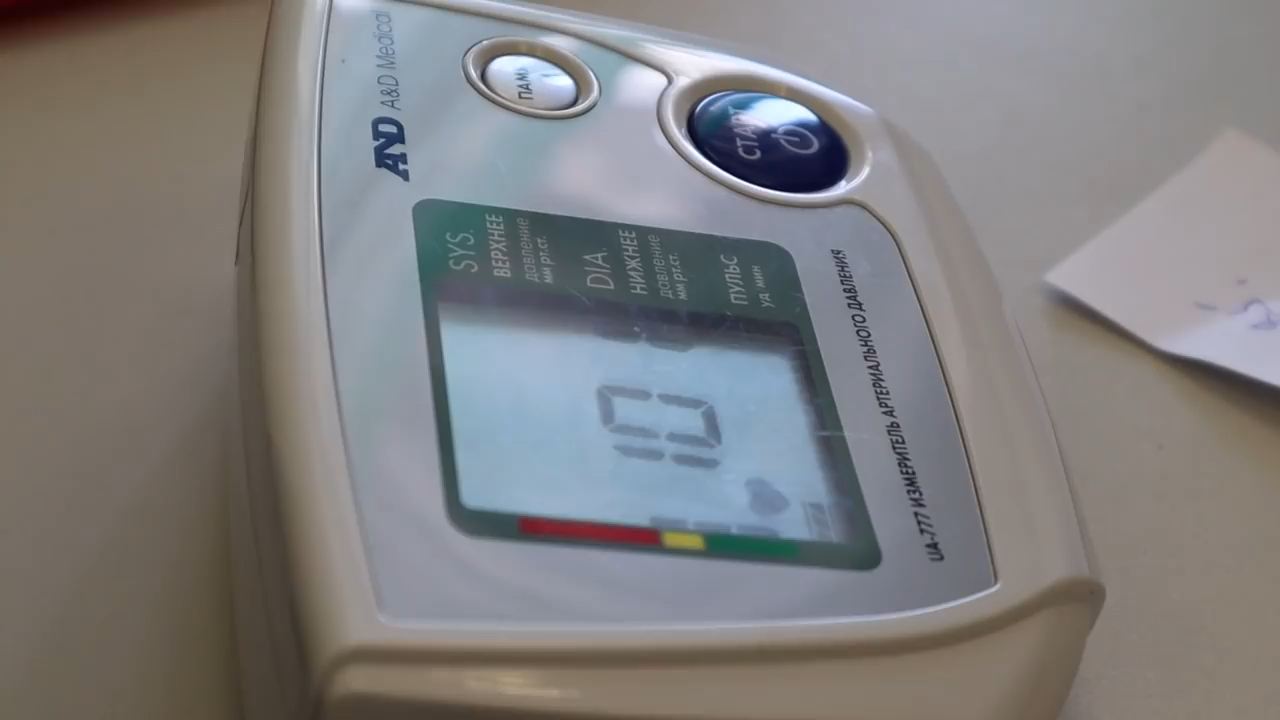 AND A&D Medical
ПАМ.
СТАРТ
SYS.
ВЕРХНЕЕ
давление
мм рт.ст.
DIA.
НИЖНЕЕ
давление
мм рт.ст.
10
ПУЛЬС
уд. мин
UA-777 ИЗМЕРИТЕЛЬ АРТЕРИАЛЬНОГО ДАВЛЕНИЯ